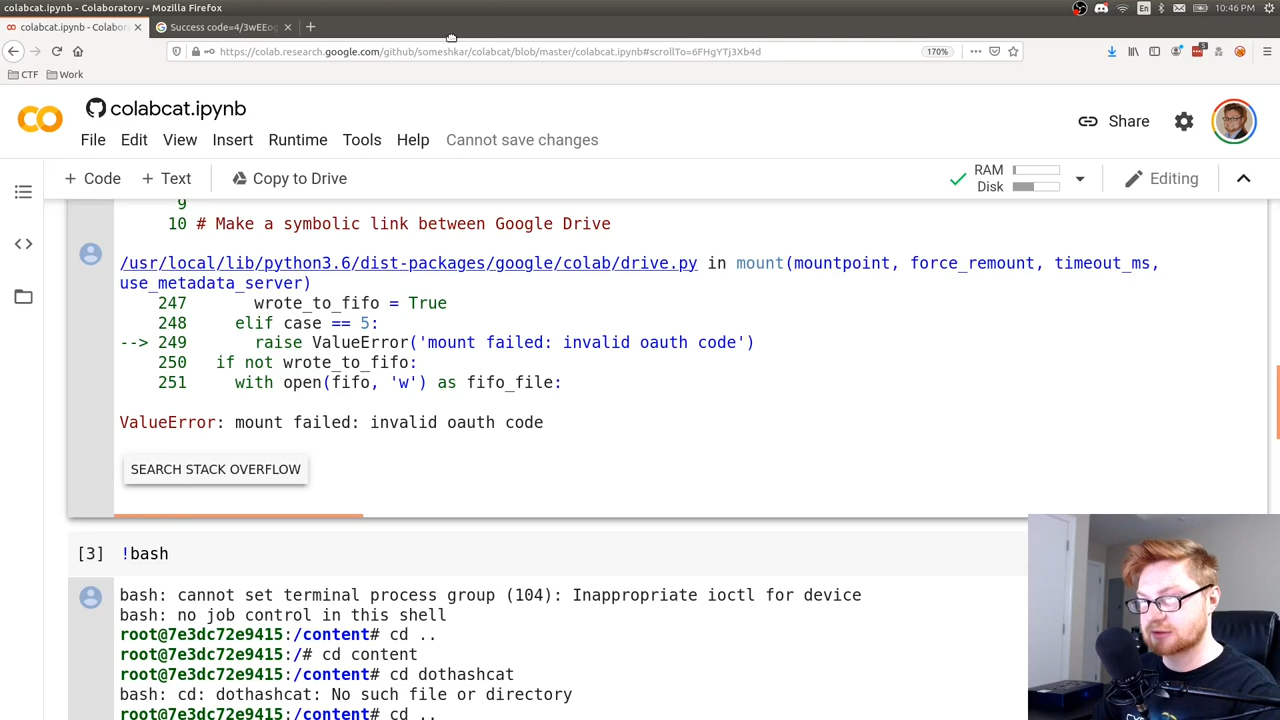 colabcat.ipynb - Colaboratory - Mozilla Firefox
En
10:46 PM
colabcat.ipynb - Colabora
Success code=4/3wEEog
https://colab.research.google.com/github/someshkar/colabcat/blob/master/colabcat.ipynb#scrollTo=6FHgYTj3Xb4d
170%
CTF
Work
colabcat.ipynb
Share
File Edit View Insert Runtime Tools Help Cannot save changes
+ Code + Text Copy to Drive
RAM
Disk
Editing
9
10 # Make a symbolic link between Google Drive
/usr/local/lib/python3.6/dist-packages/google/colab/drive.py in mount(mountpoint, force_remount, timeout_ms,
use_metadata_server)
247 wrote_to_fifo = True
248 elif case == 5:
--> 249 raise ValueError('mount failed: invalid oauth code')
250 if not wrote_to_fifo:
251 with open(fifo, 'w') as fifo_file:
ValueError: mount failed: invalid oauth code
SEARCH STACK OVERFLOW
[3] !bash
bash: cannot set terminal process group (104): Inappropriate ioctl for device
bash: no job control in this shell
root@7e3dc72e9415:/content# cd ..
root@7e3dc72e9415:/# cd content
root@7e3dc72e9415:/content# cd dothashcat
bash: cd: dothashcat: No such file or directory
root@7e3dc72e9415:/content# cd ..